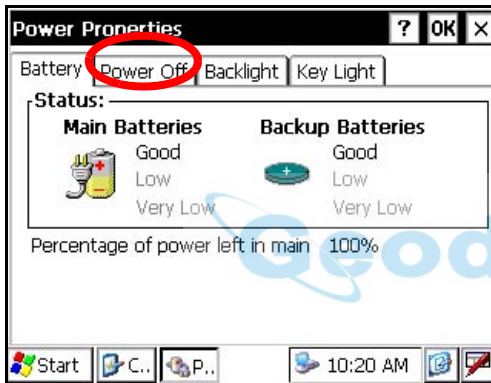 Power Properties ? OK ×
Battery Power Off Backlight Key Light
Status:
Main Batteries Backup Batteries
Good Good
Low Low
Very Low Very Low
Percentage of power left in main 100%
Geod
Start C.. P.. 10:20 AM